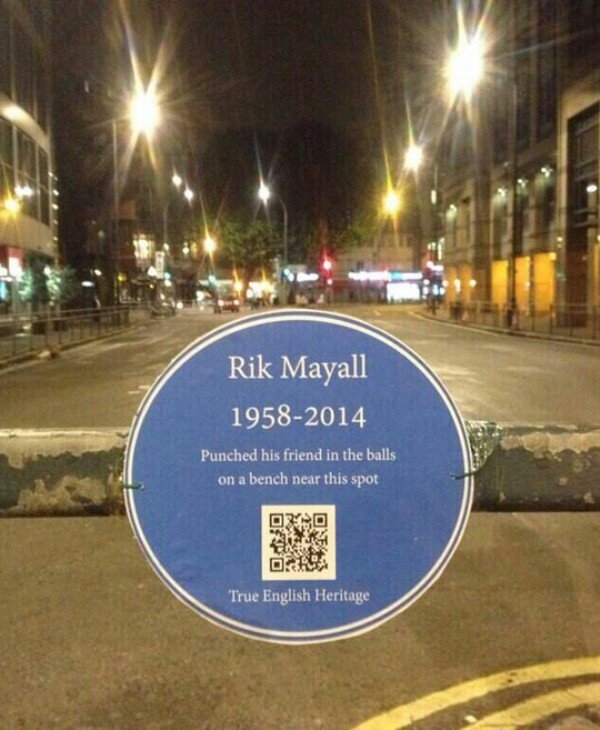 Rik Mayall
1958-2014
Punched his friend in the balls
on a bench near this spot
True English Heritage